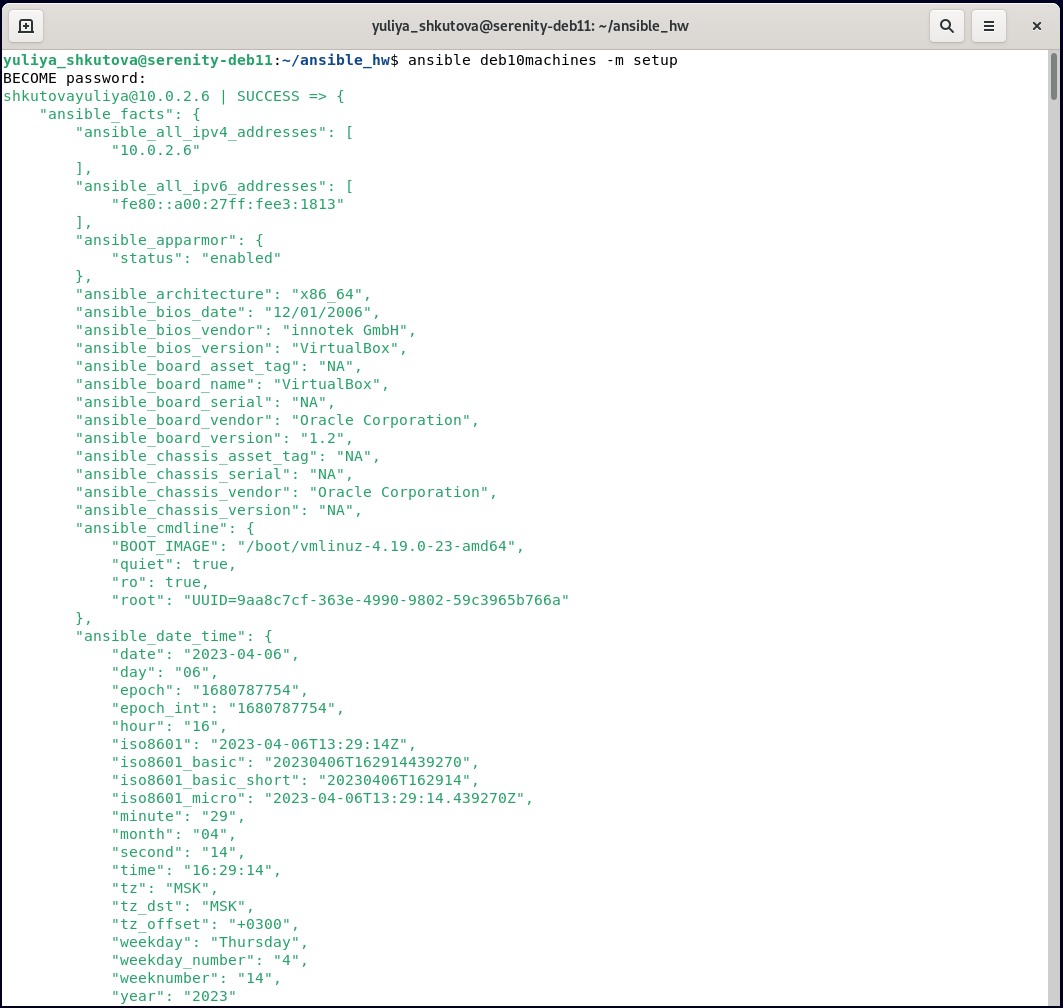 yuliya_shkutova@serenity-deb11: ~/ansible_hw
yuliya_shkutova@serenity-deb11:~/ansible_hw$ ansible deb10machines -m setup
BECOME password:
shkutovayuliya@10.0.2.6 | SUCCESS => {
    "ansible_facts": {
        "ansible_all_ipv4_addresses": [
            "10.0.2.6"
        ],
        "ansible_all_ipv6_addresses": [
            "fe80::a00:27ff:fee3:1813"
        ],
        "ansible_apparmor": {
            "status": "enabled"
        },
        "ansible_architecture": "x86_64",
        "ansible_bios_date": "12/01/2006",
        "ansible_bios_vendor": "innotek GmbH",
        "ansible_bios_version": "VirtualBox",
        "ansible_board_asset_tag": "NA",
        "ansible_board_name": "VirtualBox",
        "ansible_board_serial": "NA",
        "ansible_board_vendor": "Oracle Corporation",
        "ansible_board_version": "1.2",
        "ansible_chassis_asset_tag": "NA",
        "ansible_chassis_serial": "NA",
        "ansible_chassis_vendor": "Oracle Corporation",
        "ansible_chassis_version": "NA",
        "ansible_cmdline": {
            "BOOT_IMAGE": "/boot/vmlinuz-4.19.0-23-amd64",
            "quiet": true,
            "ro": true,
            "root": "UUID=9aa8c7cf-363e-4990-9802-59c3965b766a"
        },
        "ansible_date_time": {
            "date": "2023-04-06",
            "day": "06",
            "epoch": "1680787754",
            "epoch_int": "1680787754",
            "hour": "16",
            "iso8601": "2023-04-06T13:29:14Z",
            "iso8601_basic": "20230406T162914439270",
            "iso8601_basic_short": "20230406T162914",
            "iso8601_micro": "2023-04-06T13:29:14.439270Z",
            "minute": "29",
            "month": "04",
            "second": "14",
            "time": "16:29:14",
            "tz": "MSK",
            "tz_dst": "MSK",
            "tz_offset": "+0300",
            "weekday": "Thursday",
            "weekday_number": "4",
            "weeknumber": "14",
            "year": "2023"